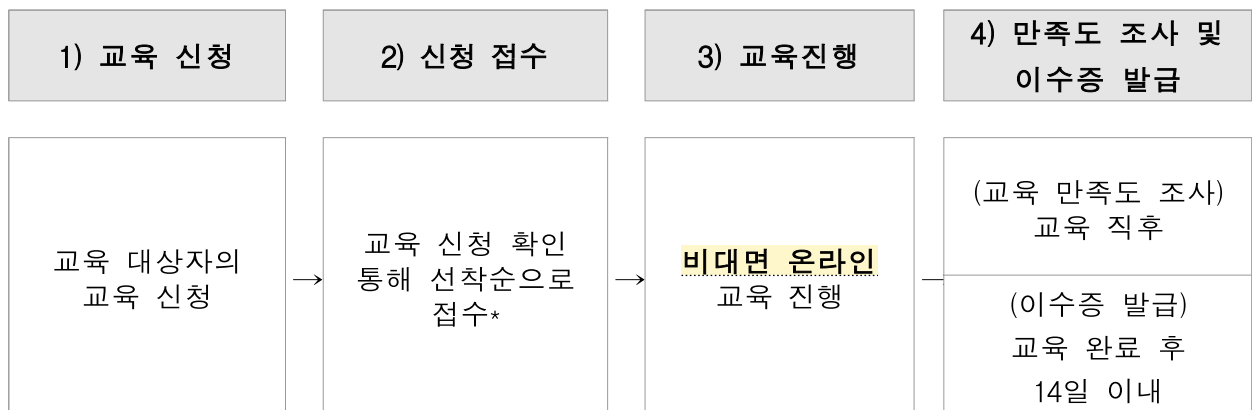 1) 교육 신청
2) 신청 접수
3) 교육진행
4) 만족도 조사 및
이수증 발급
교육 대상자의
교육 신청
→
교육 신청 확인
통해 선착순으로
접수*
→
비대면 온라인
교육 진행
(교육 만족도 조사)
교육 직후
(이수증 발급)
교육 완료 후
14일 이내